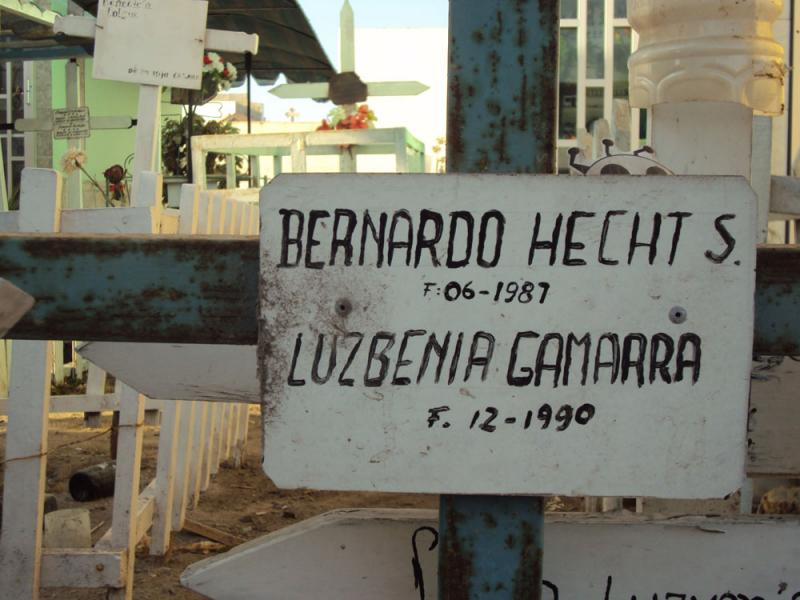 BERNARDO HECHT S.
F: 06-1987
LUZBENIA GAMARRA
F. 12-1990